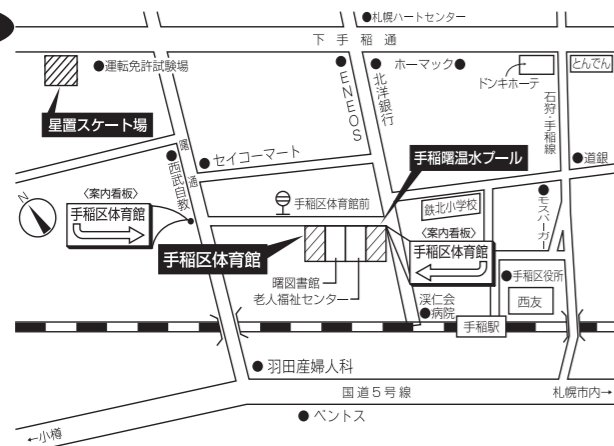 ●札幌ハートセンター
下手稲通
●運転免許試験場
●ENEOS
●北洋銀行
ホーマック●
ドンキホーテ
とんでん
石狩・手稲線
星置スケート場
曙通
●西武自教
●セイコーマート
手稲曙温水プール
●道銀
N
〈案内看板〉
手稲区体育館
手稲区体育館前
鉄北小学校
●モスバーガー
〈案内看板〉
手稲区体育館
手稲区体育館
曙図書館
老人福祉センター
渓仁会
●病院
●手稲区役所
西友
手稲駅
●羽田産婦人科
国道5号線
札幌市内→
●ベントス
←小樽